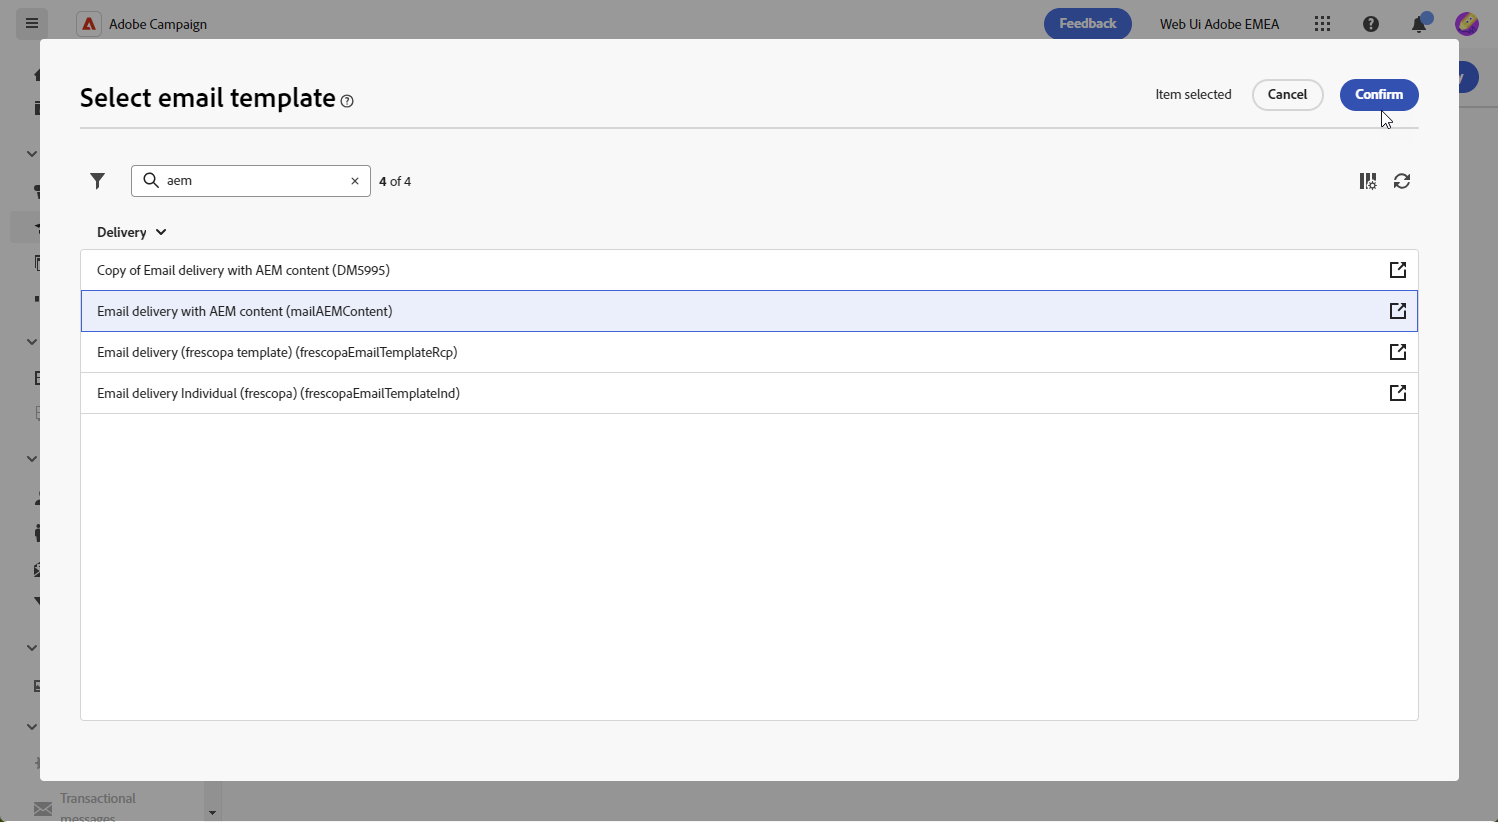 Adobe Campaign
Feedback
Web Ui Adobe EMEA
Select email template
Item selected
Cancel
Confirm
aem
4 of 4
Delivery
Copy of Email delivery with AEM content (DM5995)
Email delivery with AEM content (mailAEMContent)
Email delivery (frescopa template) (frescopaEmailTemplateRcp)
Email delivery Individual (frescopa) (frescopaEmailTemplateInd)
Transactional
messages